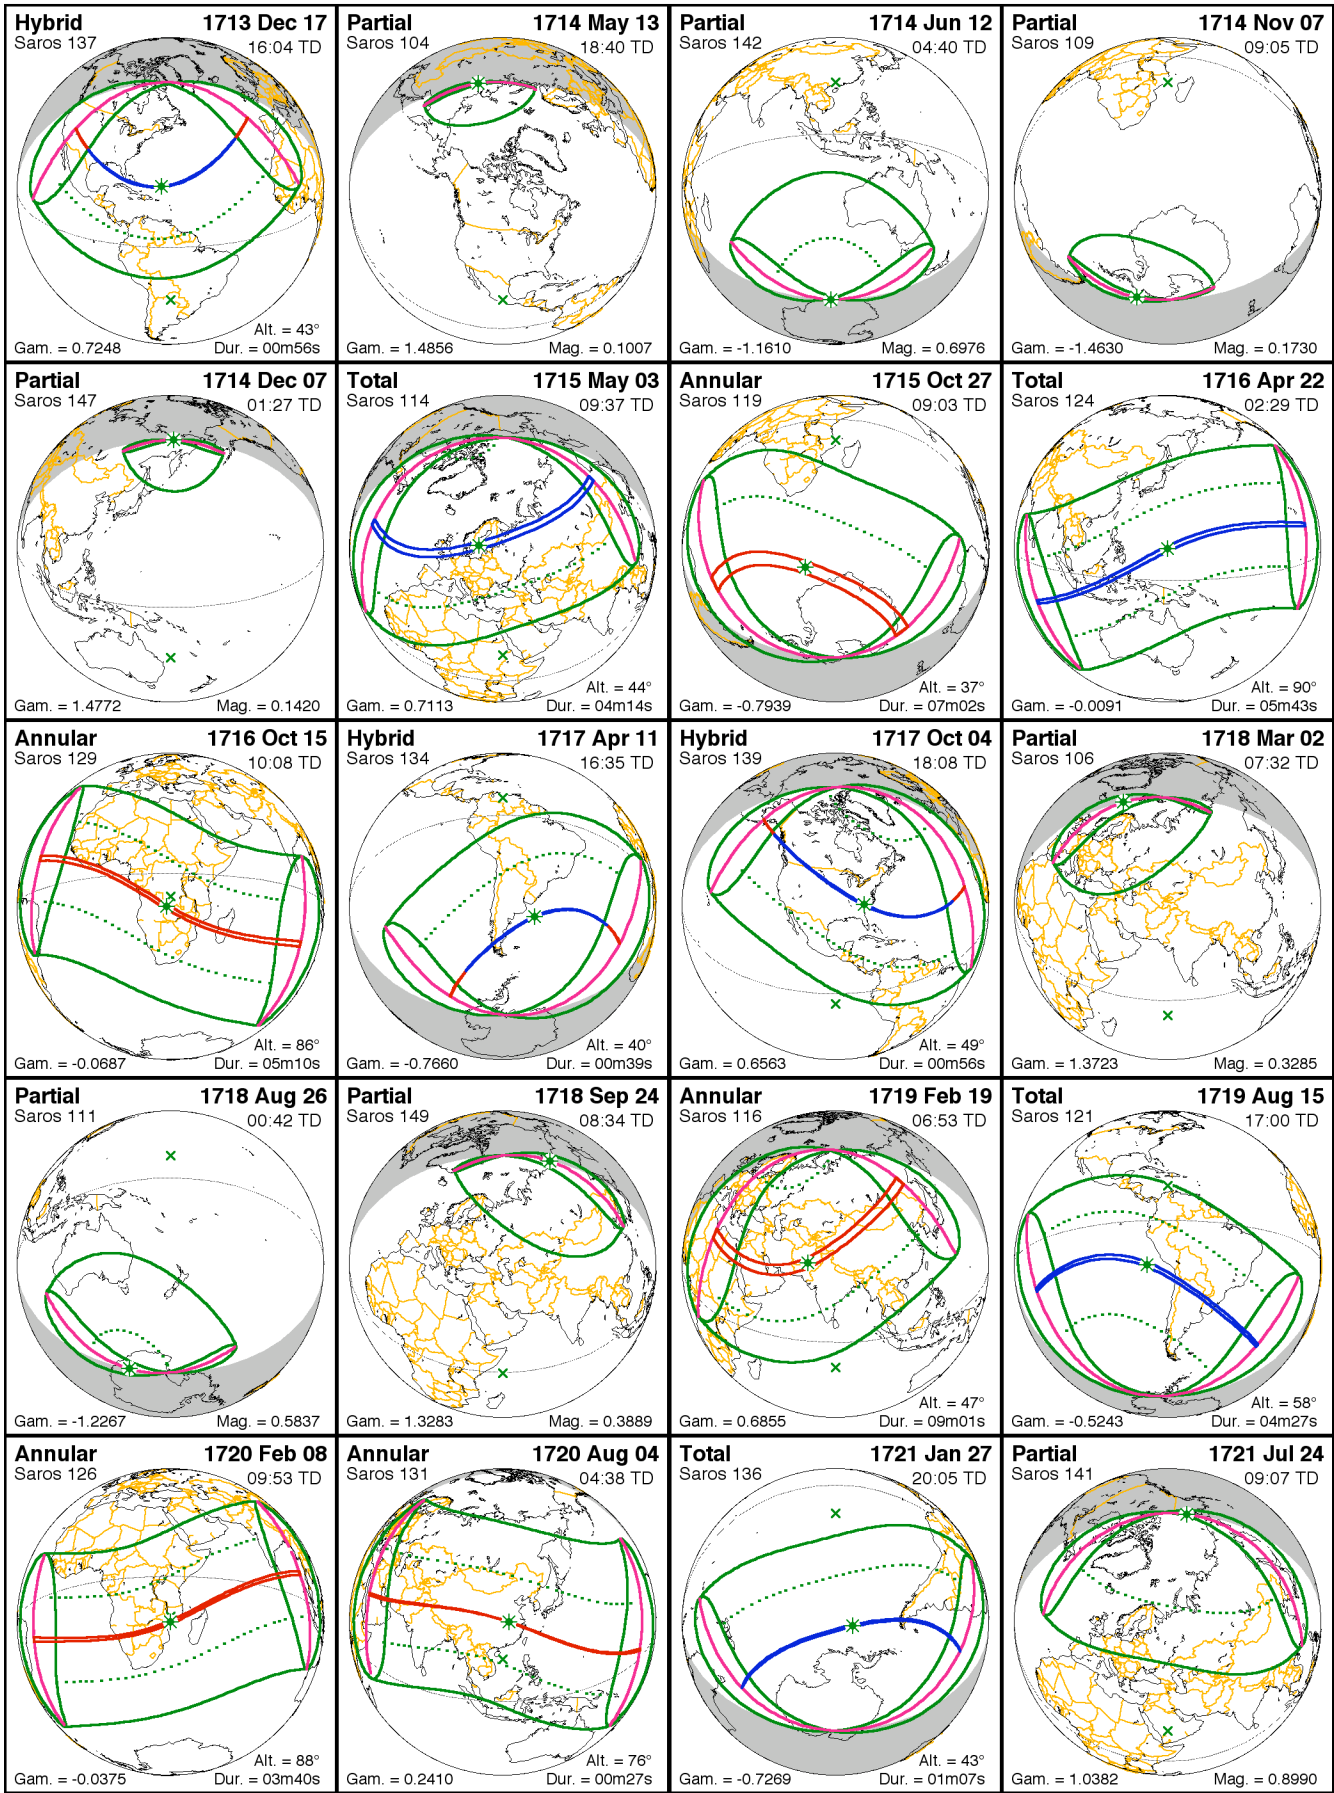 Hybrid 1713 Dec 17
Saros 137 16:04 TD
Alt. = 43°
Gam. = 0.7248 Dur. = 00m56s
Partial 1714 May 13
Saros 104 18:40 TD
Gam. = 1.4856 Mag. = 0.1007
Partial 1714 Jun 12
Saros 142 04:40 TD
Gam. = -1.1610 Mag. = 0.6976
Partial 1714 Nov 07
Saros 109 09:05 TD
Gam. = -1.4630 Mag. = 0.1730
Partial 1714 Dec 07
Saros 147 01:27 TD
Gam. = 1.4772 Mag. = 0.1420
Total 1715 May 03
Saros 114 09:37 TD
Alt. = 44°
Gam. = 0.7113 Dur. = 04m14s
Annular 1715 Oct 27
Saros 119 09:03 TD
Alt. = 37°
Gam. = -0.7939 Dur. = 07m02s
Total 1716 Apr 22
Saros 124 02:29 TD
Alt. = 90°
Gam. = -0.0091 Dur. = 05m43s
Annular 1716 Oct 15
Saros 129 10:08 TD
Alt. = 86°
Gam. = -0.0687 Dur. = 05m10s
Hybrid 1717 Apr 11
Saros 134 16:35 TD
Alt. = 40°
Gam. = -0.7660 Dur. = 00m39s
Hybrid 1717 Oct 04
Saros 139 18:08 TD
Alt. = 49°
Gam. = 0.6563 Dur. = 00m56s
Partial 1718 Mar 02
Saros 106 07:32 TD
Gam. = 1.3723 Mag. = 0.3285
Partial 1718 Aug 26
Saros 111 00:42 TD
Gam. = -1.2267 Mag. = 0.5837
Partial 1718 Sep 24
Saros 149 08:34 TD
Gam. = 1.3283 Mag. = 0.3889
Annular 1719 Feb 19
Saros 116 06:53 TD
Alt. = 47°
Gam. = 0.6855 Dur. = 09m01s
Total 1719 Aug 15
Saros 121 17:00 TD
Alt. = 58°
Gam. = -0.5243 Dur. = 04m27s
Annular 1720 Feb 08
Saros 126 09:53 TD
Alt. = 88°
Gam. = -0.0375 Dur. = 03m40s
Annular 1720 Aug 04
Saros 131 04:38 TD
Alt. = 76°
Gam. = 0.2410 Dur. = 00m27s
Total 1721 Jan 27
Saros 136 20:05 TD
Alt. = 43°
Gam. = -0.7269 Dur. = 01m07s
Partial 1721 Jul 24
Saros 141 09:07 TD
Gam. = 1.0382 Mag. = 0.8990